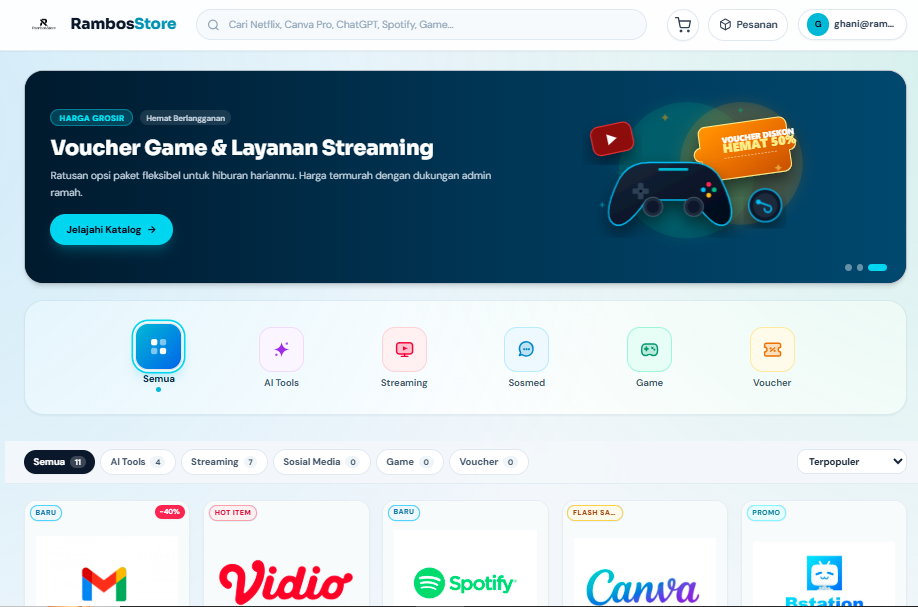 R
RambosStore
Cari Netflix, Canva Pro, ChatGPT, Spotify, Game...
Pesanan
G
ghani@ram...
HARGA GROSIR
Hemat Berlangganan
Voucher Game & Layanan Streaming
Ratusan opsi paket fleksibel untuk hiburan harianmu. Harga termurah dengan dukungan admin
ramah.
Jelajahi Katalog →
VOUCHER DISKON
HEMAT 50%
Semua
AI Tools
Streaming
Sosmed
Game
Voucher
Semua 11
AI Tools 4
Streaming 7
Sosial Media 0
Game 0
Voucher 0
Terpopuler
BARU
-40%
HOT ITEM
BARU
FLASH SA...
PROMO
Vidio
Spotify
Canva
Bstation